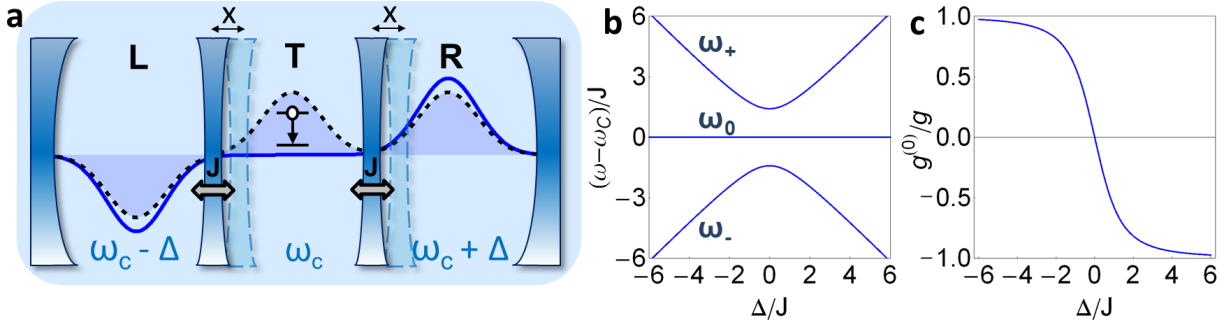 a
x
x
L
T
R
J
J
ω_c - Δ
ω_c
ω_c + Δ
b
(ω-ω_C)/J
6
3
0
−3
−6
ω_+
ω_0
ω_-
−6 −4 −2 0 2 4 6
Δ/J
c
g^(0)/g
1.0
0.5
0.0
−0.5
−1.0
−6 −4 −2 0 2 4 6
Δ/J